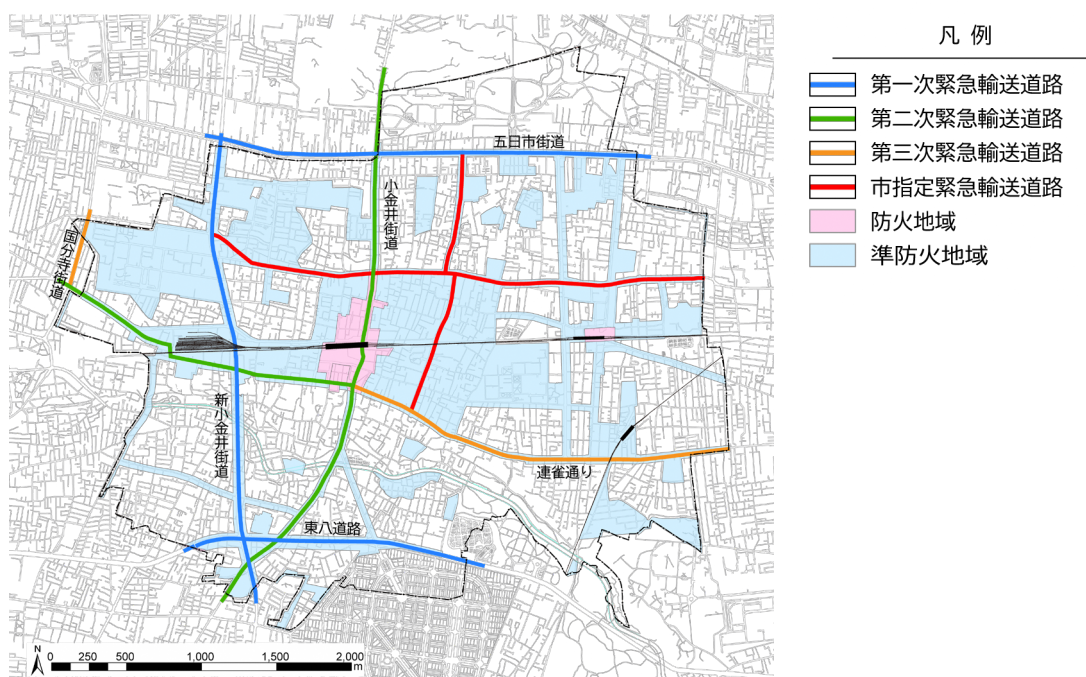 凡 例
第一次緊急輸送道路
第二次緊急輸送道路
第三次緊急輸送道路
市指定緊急輸送道路
防火地域
準防火地域
五日市街道
小金井街道
国分寺街道
新小金井街道
連雀通り
東八道路
N
0 250 500 1,000 1,500 2,000
m